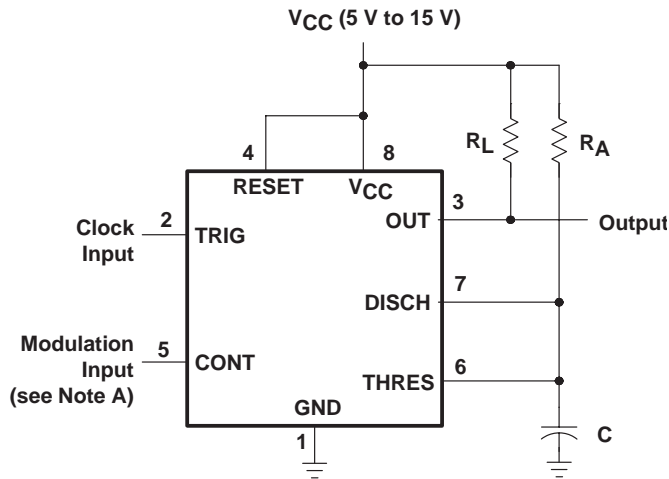 VCC (5 V to 15 V)
4
8
RESET
VCC
RL
RA
3
OUT
Output
2
Clock
Input
TRIG
7
DISCH
Modulation
Input
(see Note A)
5
CONT
6
THRES
GND
1
C